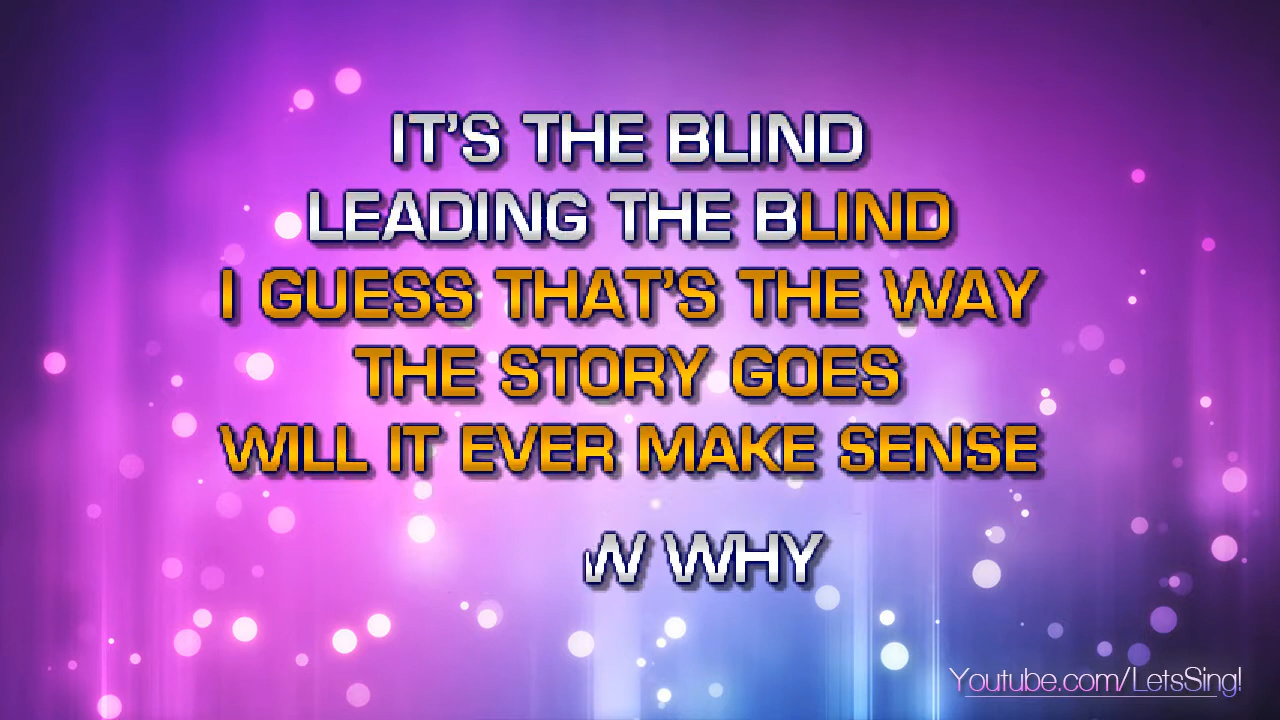 IT'S THE BLIND
LEADING THE BLIND
I GUESS THAT'S THE WAY
THE STORY GOES
WILL IT EVER MAKE SENSE
W WHY
Youtube.com/LetsSing!